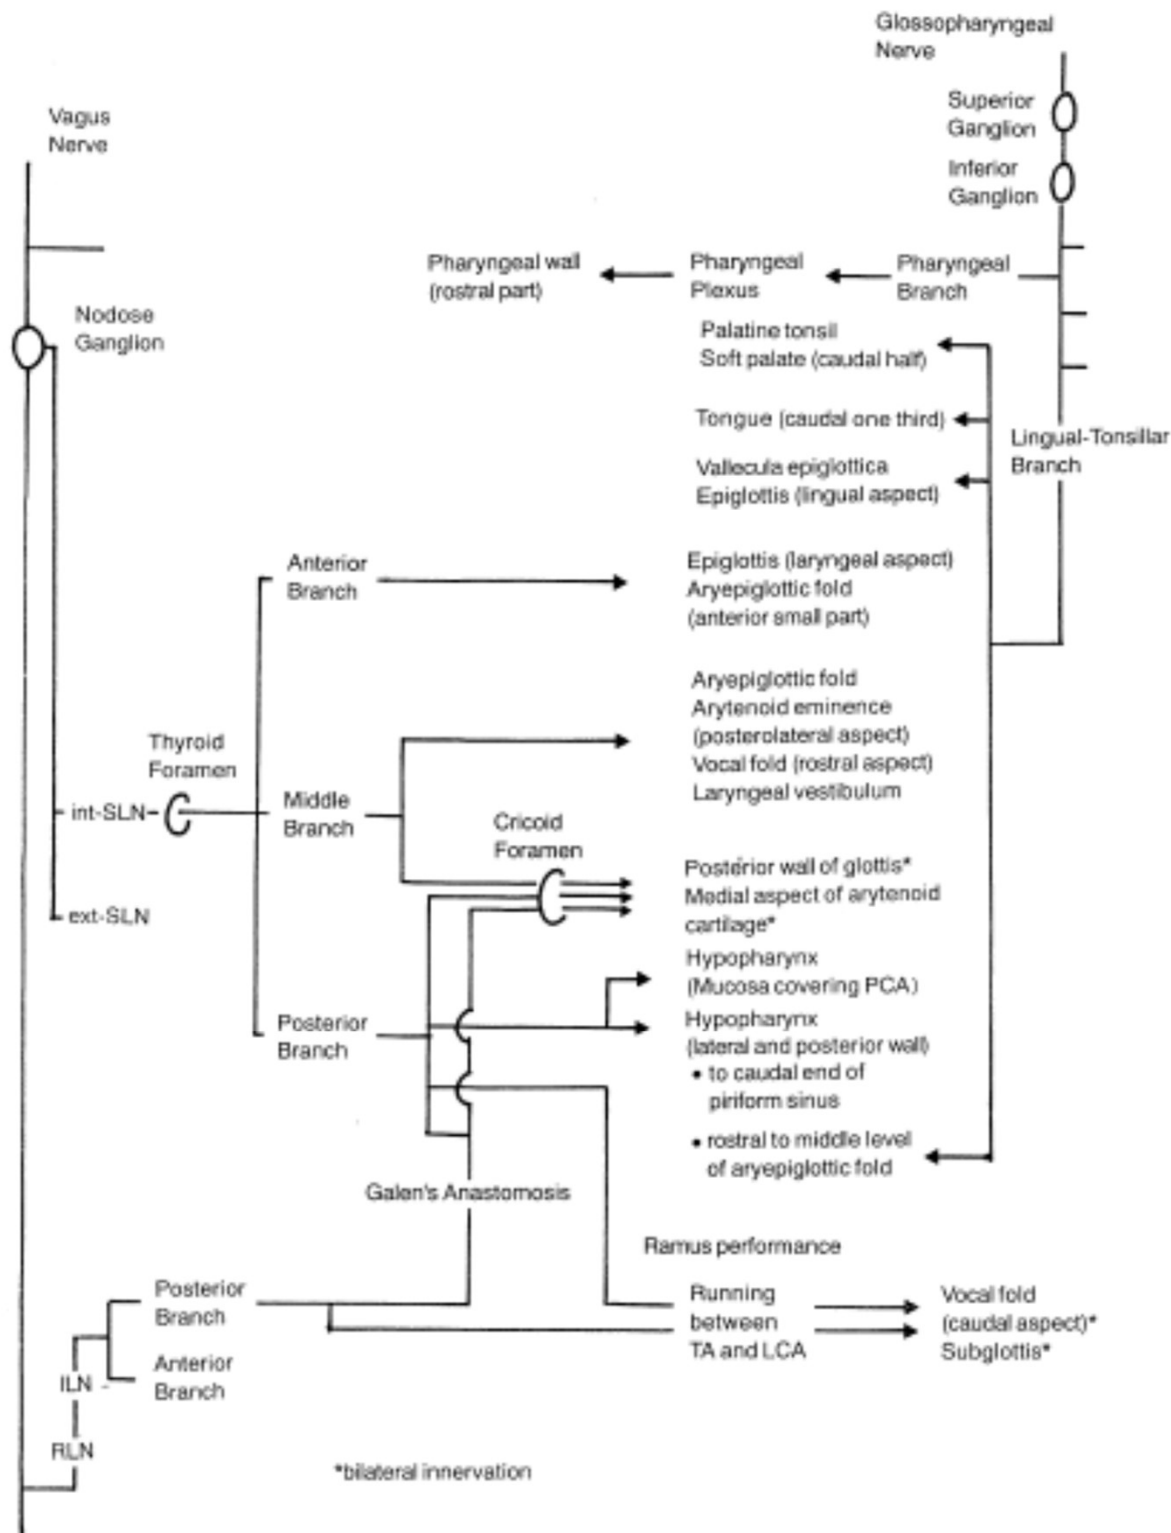 Glossopharyngeal
Nerve
Superior
Ganglion
Inferior
Ganglion
Vagus
Nerve
Nodose
Ganglion
Pharyngeal wall
(rostral part)
Pharyngeal
Plexus
Pharyngeal
Branch
Palatine tonsil
Soft palate (caudal half)
Tongue (caudal one third)
Lingual-Tonsillar
Branch
Vallecula epiglottica
Epiglottis (lingual aspect)
Anterior
Branch
Epiglottis (laryngeal aspect)
Aryepiglottic fold
(anterior small part)
Aryepiglottic fold
Arytenoid eminence
(posterolateral aspect)
Vocal fold (rostral aspect)
Laryngeal vestibulum
Thyroid
Foramen
int-SLN
Middle
Branch
Cricoid
Foramen
ext-SLN
Posterior wall of glottis*
Medial aspect of arytenoid
cartilage*
Hypopharynx
(Mucosa covering PCA)
Posterior
Branch
Hypopharynx
(lateral and posterior wall)
• to caudal end of
piriform sinus
• rostral to middle level
of aryepiglottic fold
Galen's Anastomosis
Ramus performance
Posterior
Branch
Running
between
TA and LCA
Vocal fold
(caudal aspect)*
Subglottis*
Anterior
Branch
ILN
RLN
*bilateral innervation